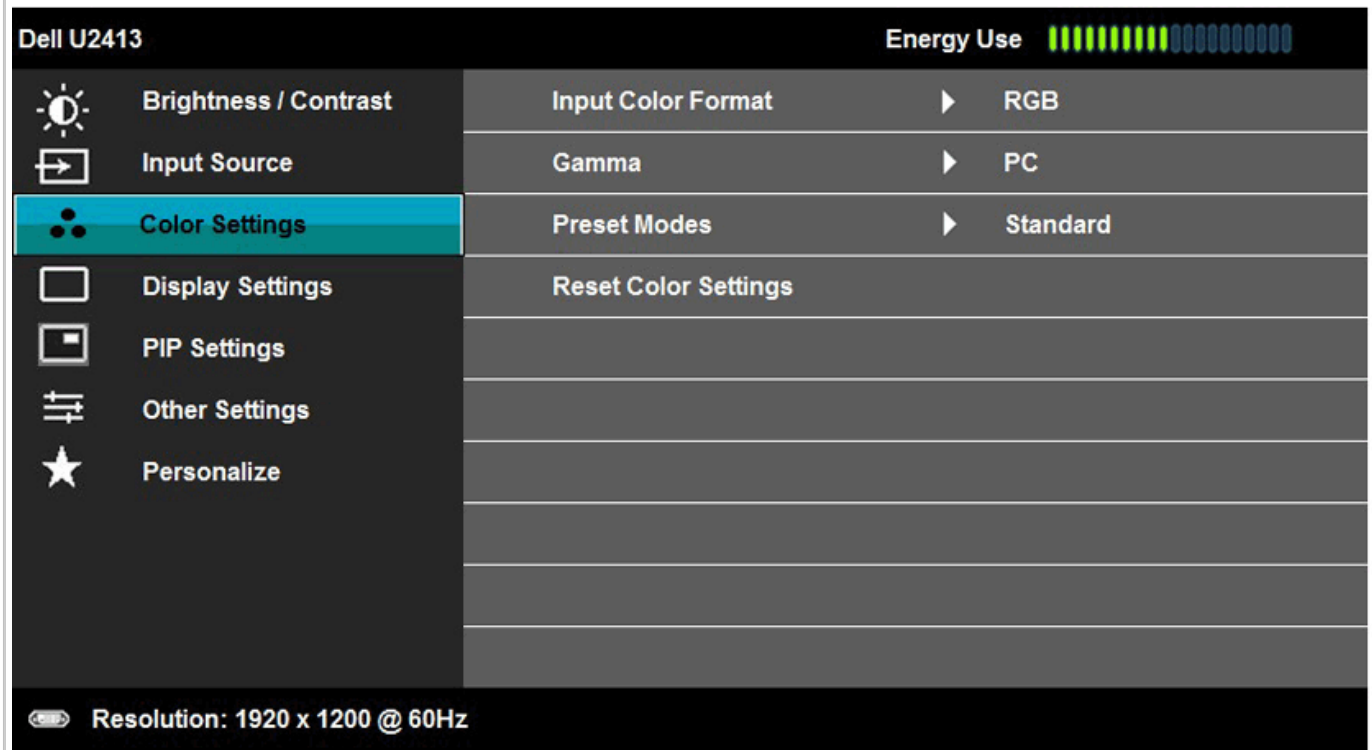 Dell U2413 Energy Use
Brightness / Contrast Input Color Format RGB
Input Source Gamma PC
Color Settings Preset Modes Standard
Display Settings Reset Color Settings
PIP Settings
Other Settings
Personalize
Resolution: 1920 x 1200 @ 60Hz